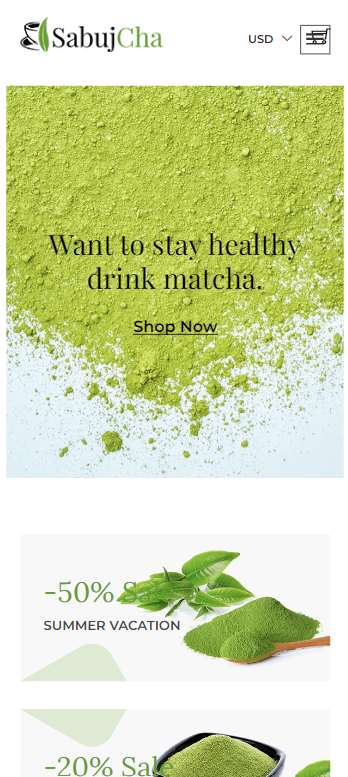 SabujCha
USD
Want to stay healthy
drink matcha.
Shop Now
-50% Sale
SUMMER VACATION
-20% Sale